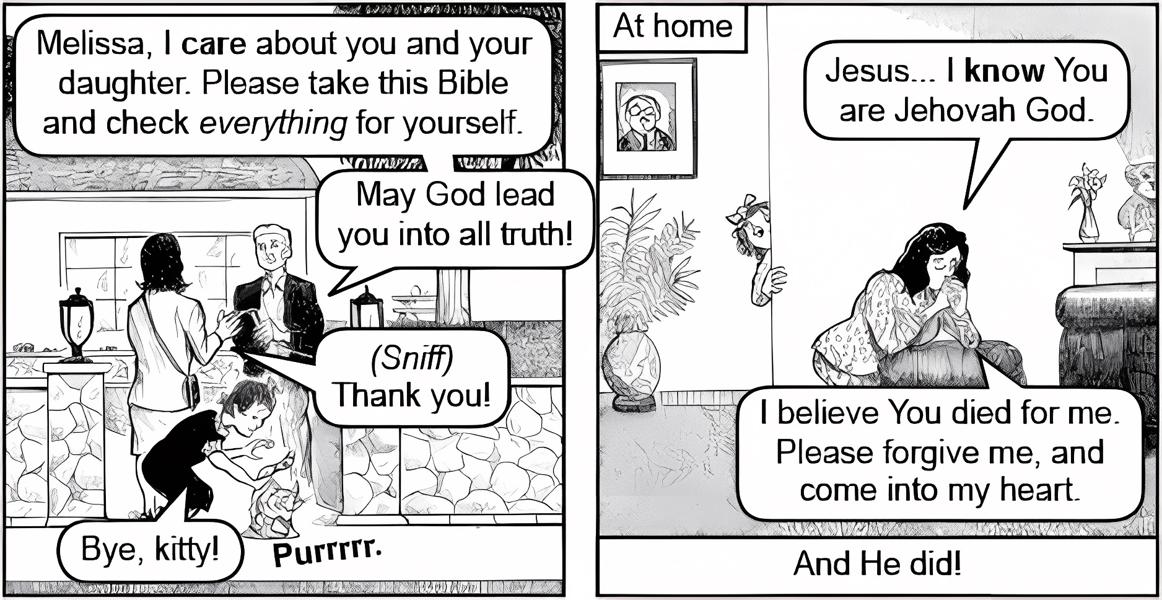 Melissa, I care about you and your
daughter. Please take this Bible
and check everything for yourself.
May God lead
you into all truth!
(Sniff)
Thank you!
Bye, kitty!
Purrrrr.
At home
Jesus... I know You
are Jehovah God.
I believe You died for me.
Please forgive me, and
come into my heart.
And He did!